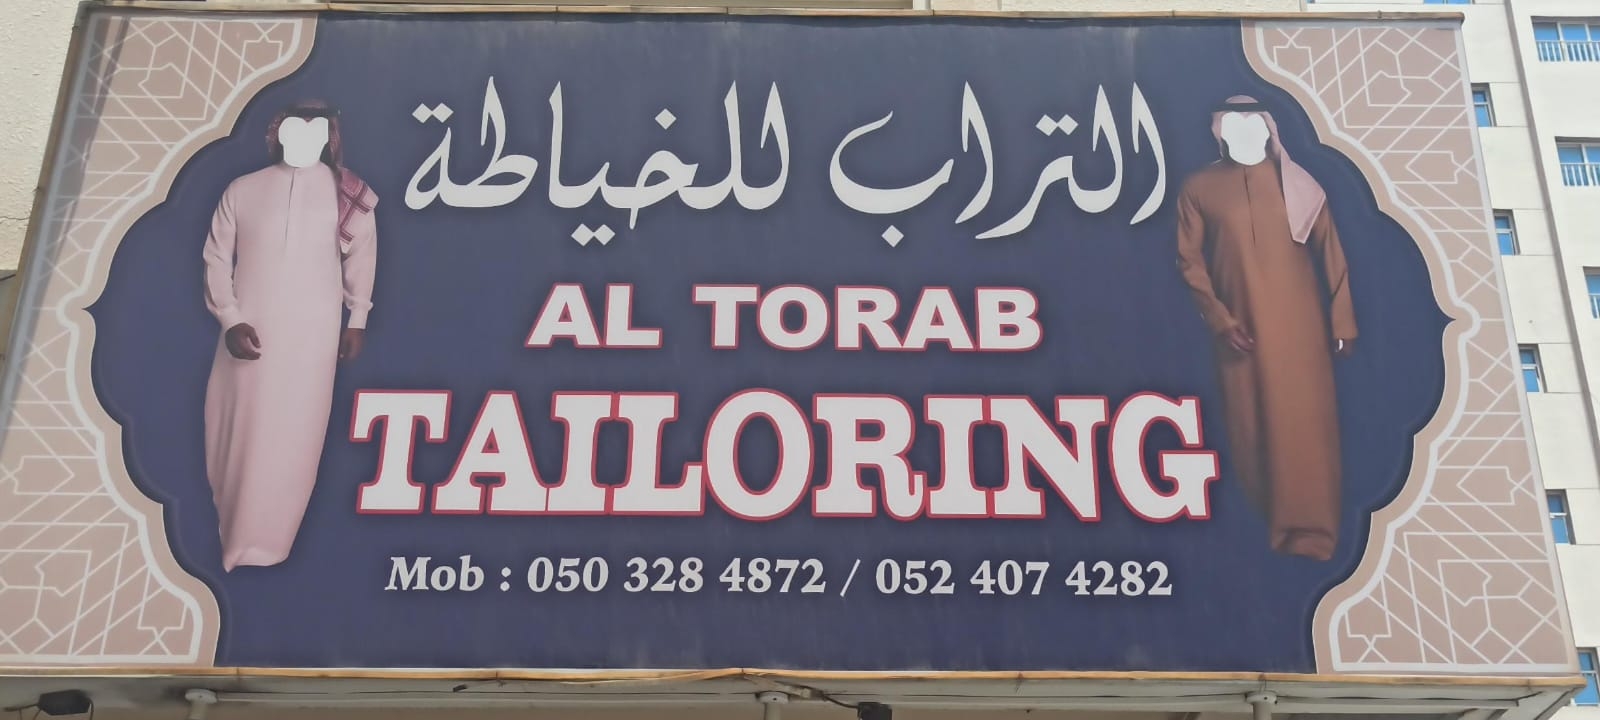 التراب للخياطة
AL TORAB
TAILORING
Mob : 050 328 4872 / 052 407 4282